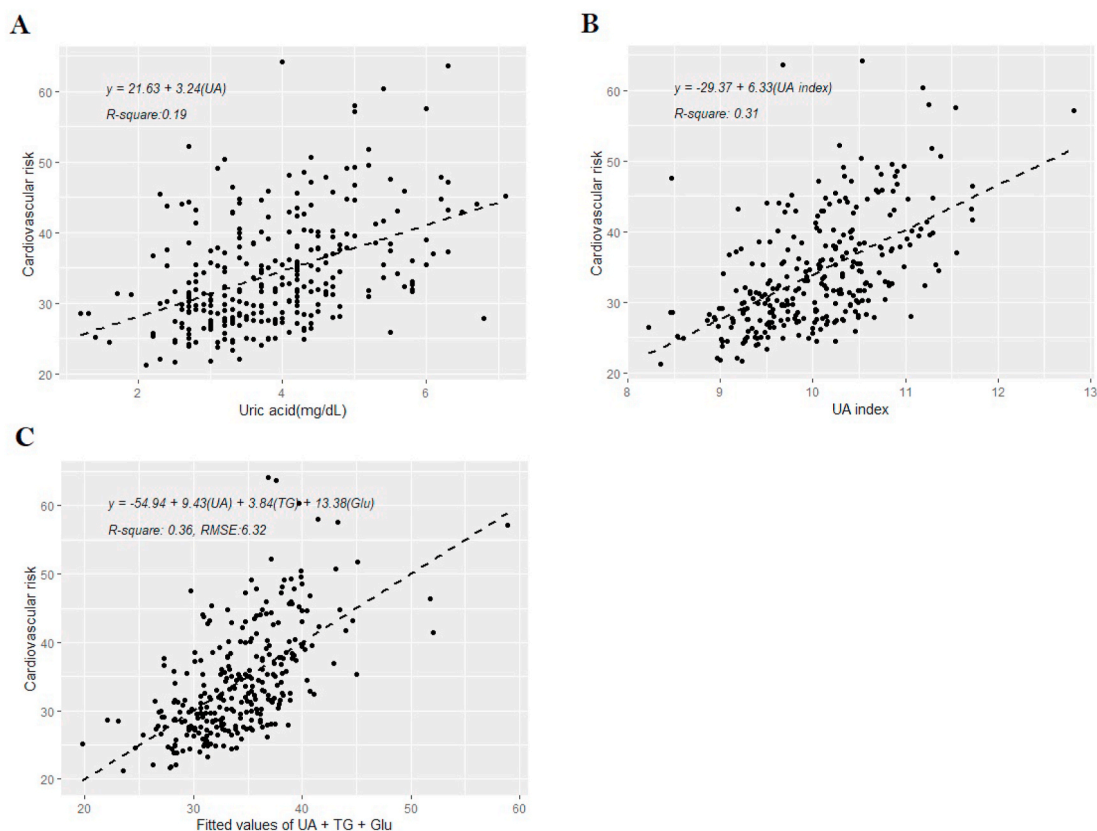 A
y = 21.63 + 3.24(UA)
R-square:0.19
Cardiovascular risk
60
50
40
30
20
2
4
6
Uric acid(mg/dL)
B
y = -29.37 + 6.33(UA index)
R-square: 0.31
Cardiovascular risk
60
50
40
30
20
8
9
10
11
12
13
UA index
C
y = -54.94 + 9.43(UA) + 3.84(TG) + 13.38(Glu)
R-square: 0.36, RMSE:6.32
Cardiovascular risk
60
50
40
30
20
20
30
40
50
60
Fitted values of UA + TG + Glu